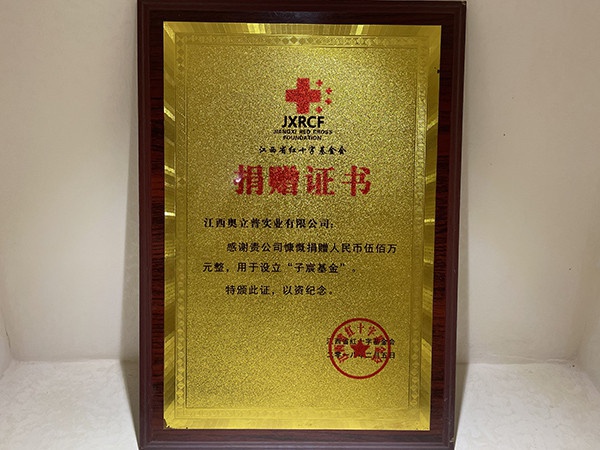 JXRCF
JIANGXI RED CROSS
FOUNDATION
江西省红十字基金会
捐赠证书
江西奥立普实业有限公司：
感谢贵公司慷慨捐赠人民币伍佰万
元整，用于设立“子宸基金”。
特颁此证，以资纪念。
江西省红十字基金会